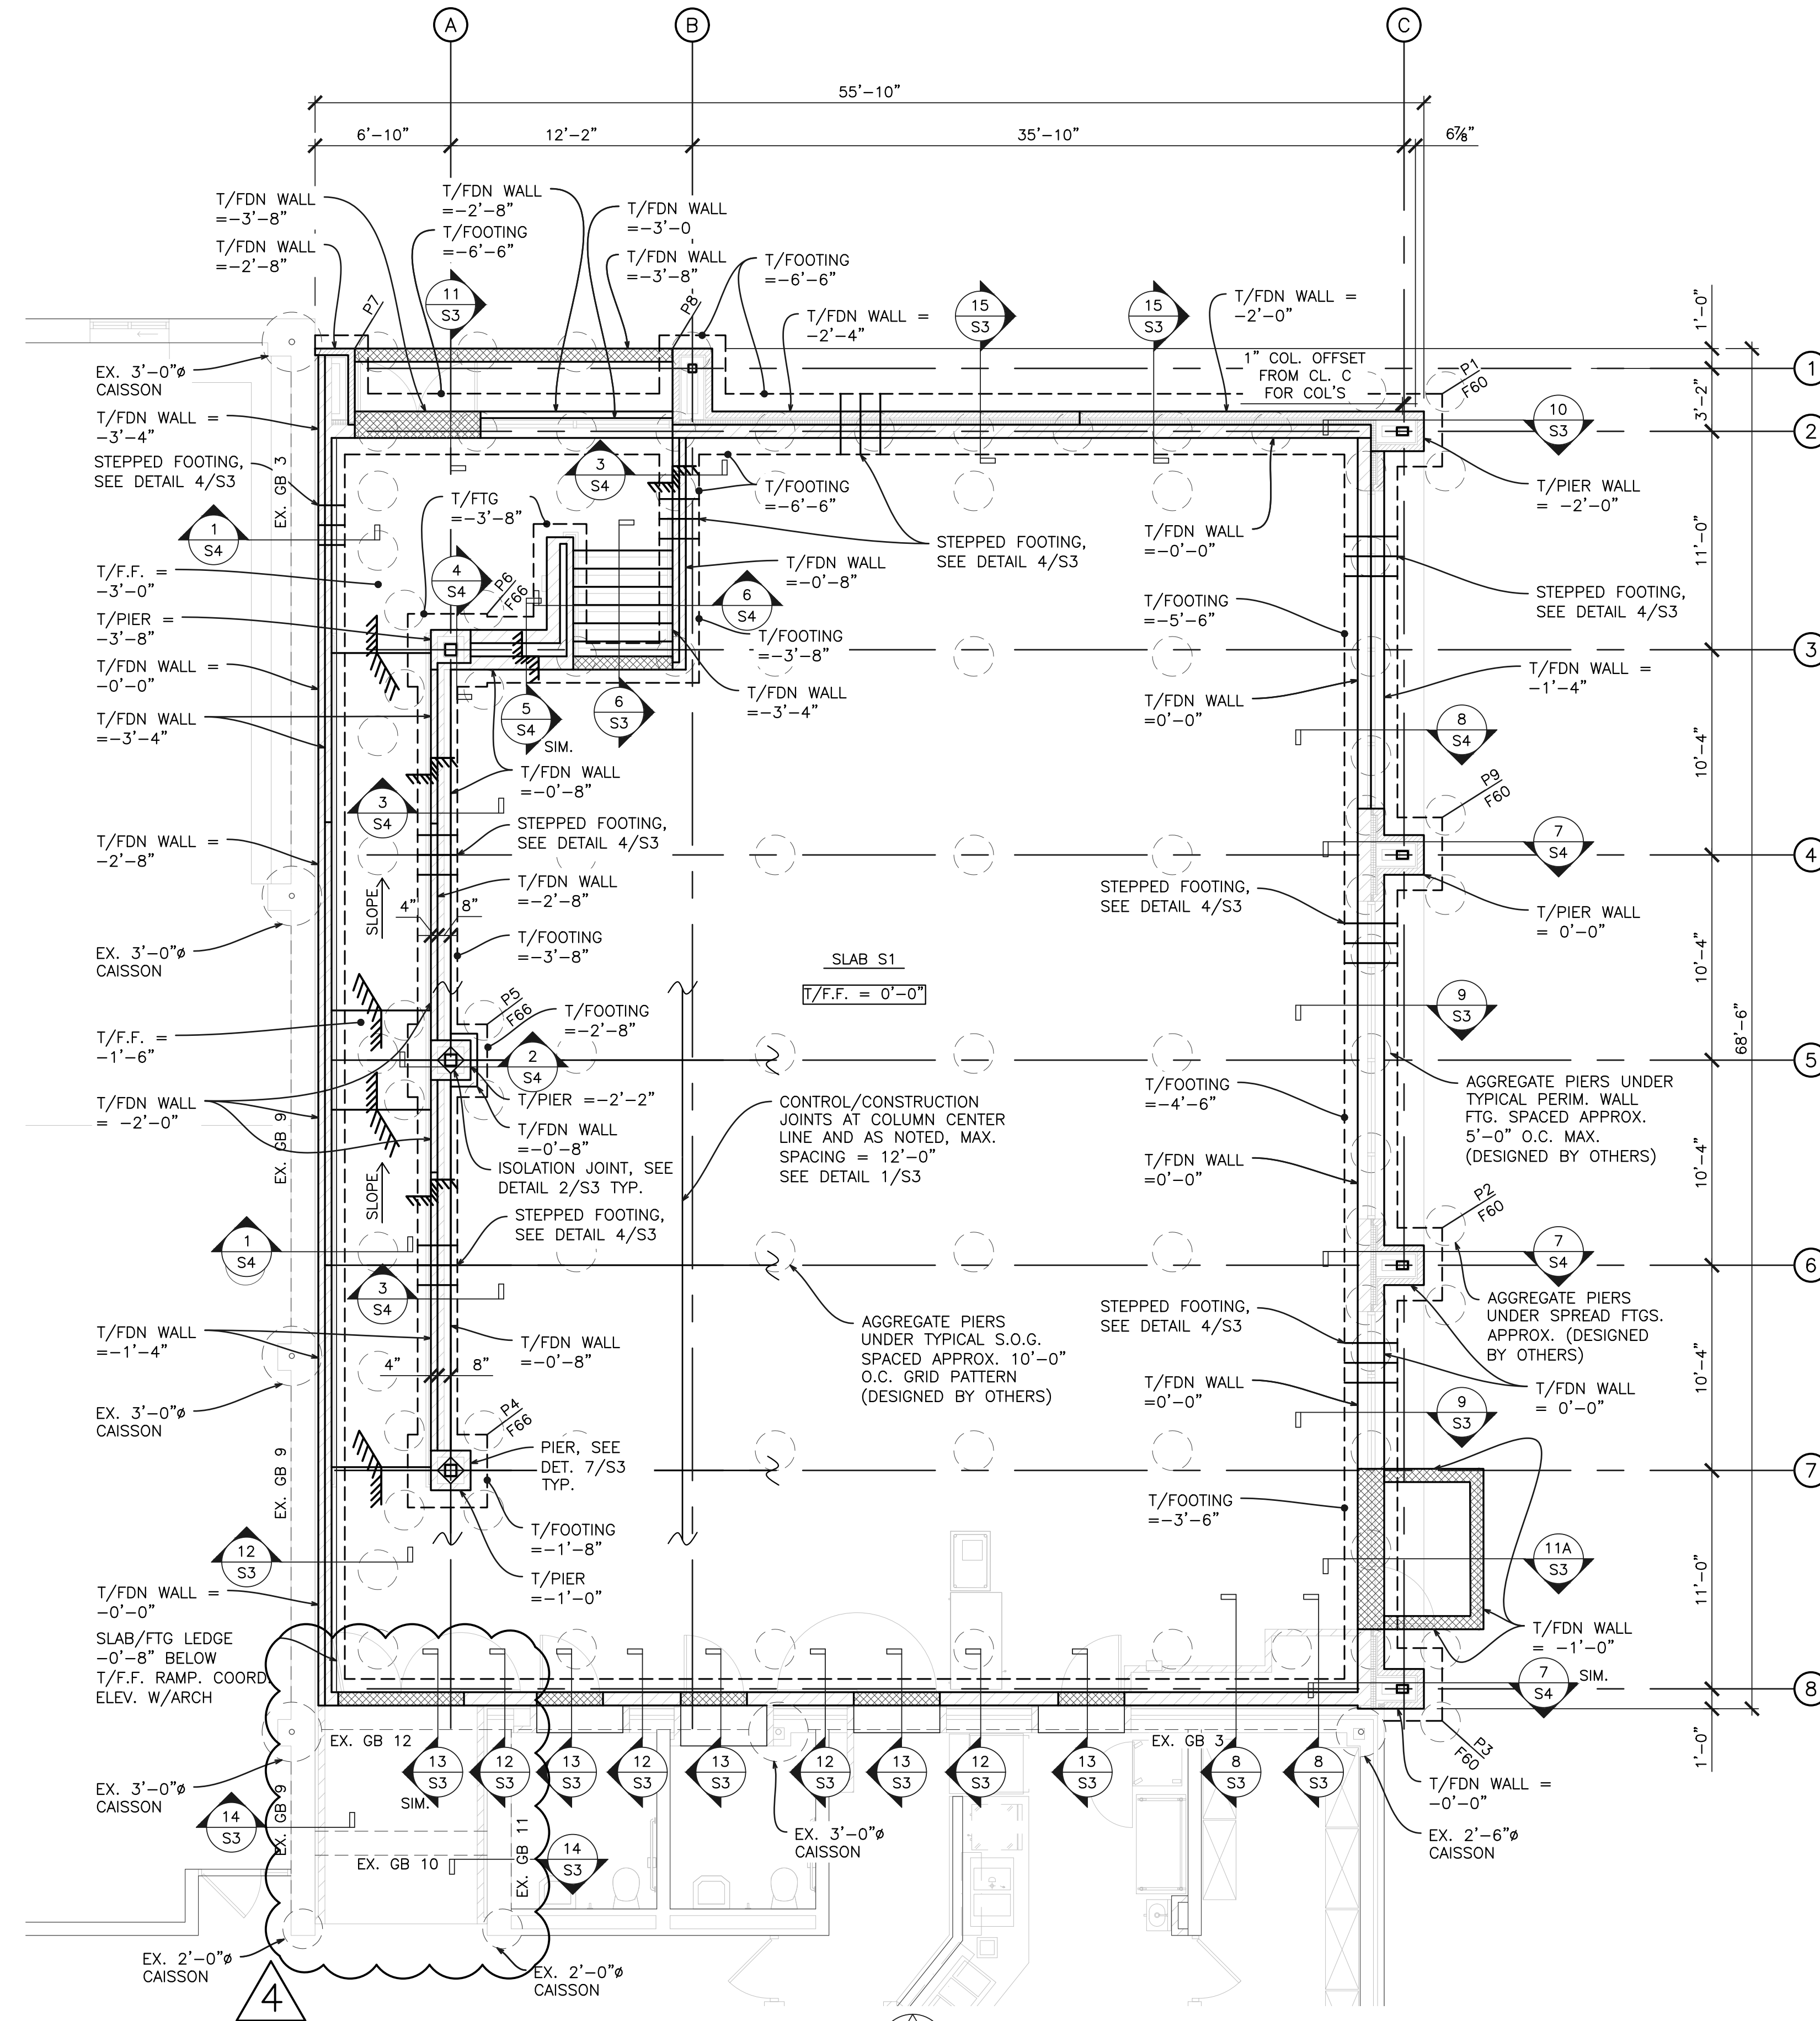 A
B
C
55'-10"
6'-10"
12'-2"
35'-10"
6⅞"
T/FDN WALL
=-3'-8"
T/FDN WALL
=-2'-8"
T/FDN WALL
=-2'-8"
T/FOOTING
=-6'-6"
T/FDN WALL
=-3'-0
T/FDN WALL
=-3'-8"
T/FOOTING
=-6'-6"
T/FDN WALL =
-2'-4"
T/FDN WALL =
-2'-0"
P7
11
S3
P8
15
S3
15
S3
1" COL. OFFSET
FROM CL. C
FOR COL'S
P1
F60
1'-0"
1
3'-2"
2
10
S3
EX. 3'-0"ø
CAISSON
T/FDN WALL =
-3'-4"
STEPPED FOOTING,
SEE DETAIL 4/S3
EX. GB 3
1
S4
3
S4
T/FTG
=-3'-8"
T/FOOTING
=-6'-6"
T/FDN WALL
=-0'-0"
T/PIER WALL
= -2'-0"
11'-0"
STEPPED FOOTING,
SEE DETAIL 4/S3
T/F.F. =
-3'-0"
4
S4
P6
F66
T/FDN WALL
=-0'-8"
6
S4
T/FOOTING
=-5'-6"
STEPPED FOOTING,
SEE DETAIL 4/S3
T/PIER =
-3'-8"
T/FOOTING
=-3'-8"
3
T/FDN WALL
=-0'-0"
T/FDN WALL
=-3'-4"
T/FDN WALL
=-3'-4"
5
S4
SIM.
6
S3
T/FDN WALL
=0'-0"
T/FDN WALL =
-1'-4"
8
S4
10'-4"
T/FDN WALL
=-0'-8"
3
S4
P9
F60
STEPPED FOOTING,
SEE DETAIL 4/S3
7
S4
4
T/FDN WALL =
-2'-8"
SLOPE
4"
8"
T/FDN WALL
=-2'-8"
STEPPED FOOTING,
SEE DETAIL 4/S3
T/PIER WALL
= 0'-0"
T/FOOTING
=-3'-8"
EX. 3'-0"ø
CAISSON
SLAB S1
T/F.F. = 0'-0"
10'-4"
9
S3
68'-6"
T/F.F. =
-1'-6"
P5
F66
T/FOOTING
=-2'-8"
2
S4
5
T/FDN WALL
= -2'-0"
T/PIER =-2'-2"
T/FDN WALL
=-0'-8"
ISOLATION JOINT, SEE
DETAIL 2/S3 TYP.
CONTROL/CONSTRUCTION
JOINTS AT COLUMN CENTER
LINE AND AS NOTED, MAX.
SPACING = 12'-0"
SEE DETAIL 1/S3
T/FOOTING
=-4'-6"
AGGREGATE PIERS UNDER
TYPICAL PERIM. WALL
FTG. SPACED APPROX.
5'-0" O.C. MAX.
(DESIGNED BY OTHERS)
T/FDN WALL
=0'-0"
10'-4"
EX. GB 9
SLOPE
STEPPED FOOTING,
SEE DETAIL 4/S3
P2
F60
1
S4
3
S4
7
S4
6
AGGREGATE PIERS
UNDER SPREAD FTGS.
APPROX. (DESIGNED
BY OTHERS)
STEPPED FOOTING,
SEE DETAIL 4/S3
AGGREGATE PIERS
UNDER TYPICAL S.O.G.
SPACED APPROX. 10'-0"
O.C. GRID PATTERN
(DESIGNED BY OTHERS)
T/FDN WALL
=-1'-4"
4"
8"
T/FDN WALL
=-0'-8"
T/FDN WALL
=0'-0"
T/FDN WALL
= 0'-0"
10'-4"
EX. 3'-0"ø
CAISSON
P4
F66
9
S3
PIER, SEE
DET. 7/S3
TYP.
EX. GB 9
7
T/FOOTING
=-3'-6"
T/FOOTING
=-1'-8"
12
S3
11A
S3
T/PIER
=-1'-0"
11'-0"
T/FDN WALL =
-0'-0"
T/FDN WALL
= -1'-0"
SLAB/FTG LEDGE
-0'-8" BELOW
T/F.F. RAMP. COORD.
ELEV. W/ARCH
7
S4
SIM.
8
1'-0"
P3
F60
EX. GB 12
EX. GB 3
13
S3
SIM.
12
S3
13
S3
12
S3
13
S3
12
S3
13
S3
12
S3
13
S3
8
S3
8
S3
T/FDN WALL =
-0'-0"
EX. 3'-0"ø
CAISSON
EX. GB 9
14
S3
EX. GB 10
EX. GB 11
14
S3
EX. 3'-0"ø
CAISSON
EX. 2'-6"ø
CAISSON
EX. 2'-0"ø
CAISSON
EX. 2'-0"ø
CAISSON
4